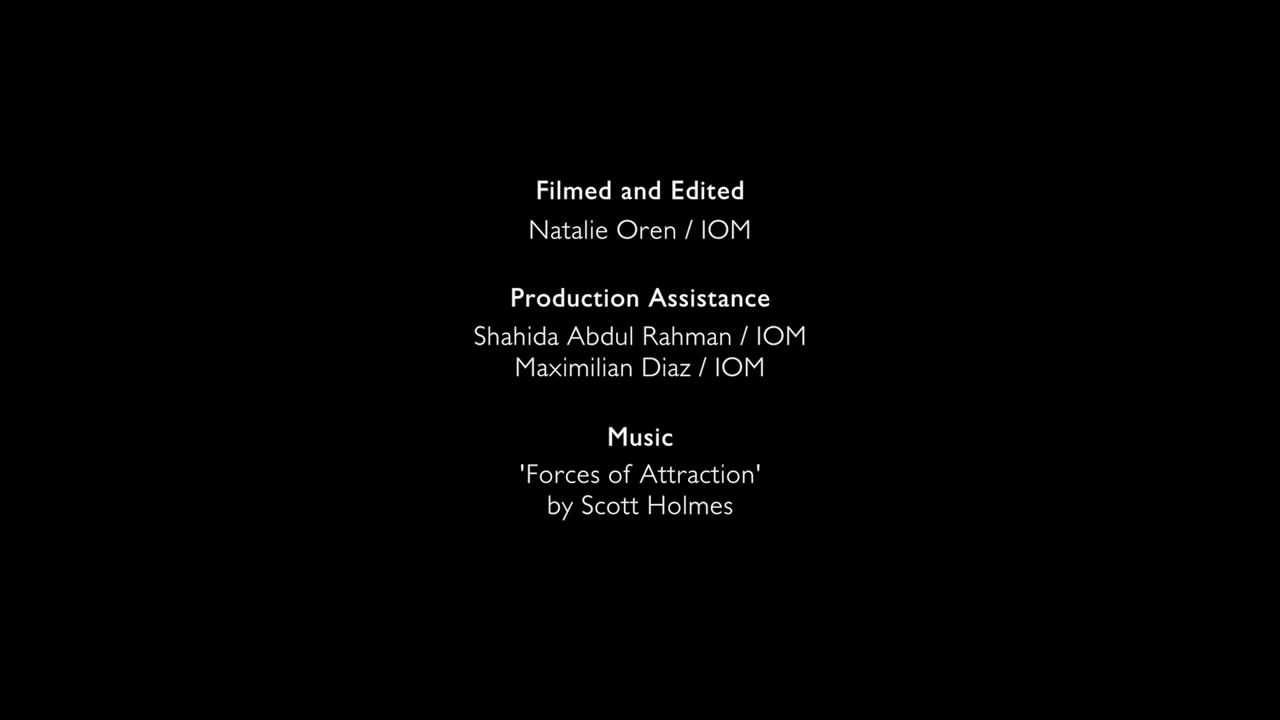 Filmed and Edited
Natalie Oren / IOM
Production Assistance
Shahida Abdul Rahman / IOM
Maximilian Diaz / IOM
Music
'Forces of Attraction'
by Scott Holmes